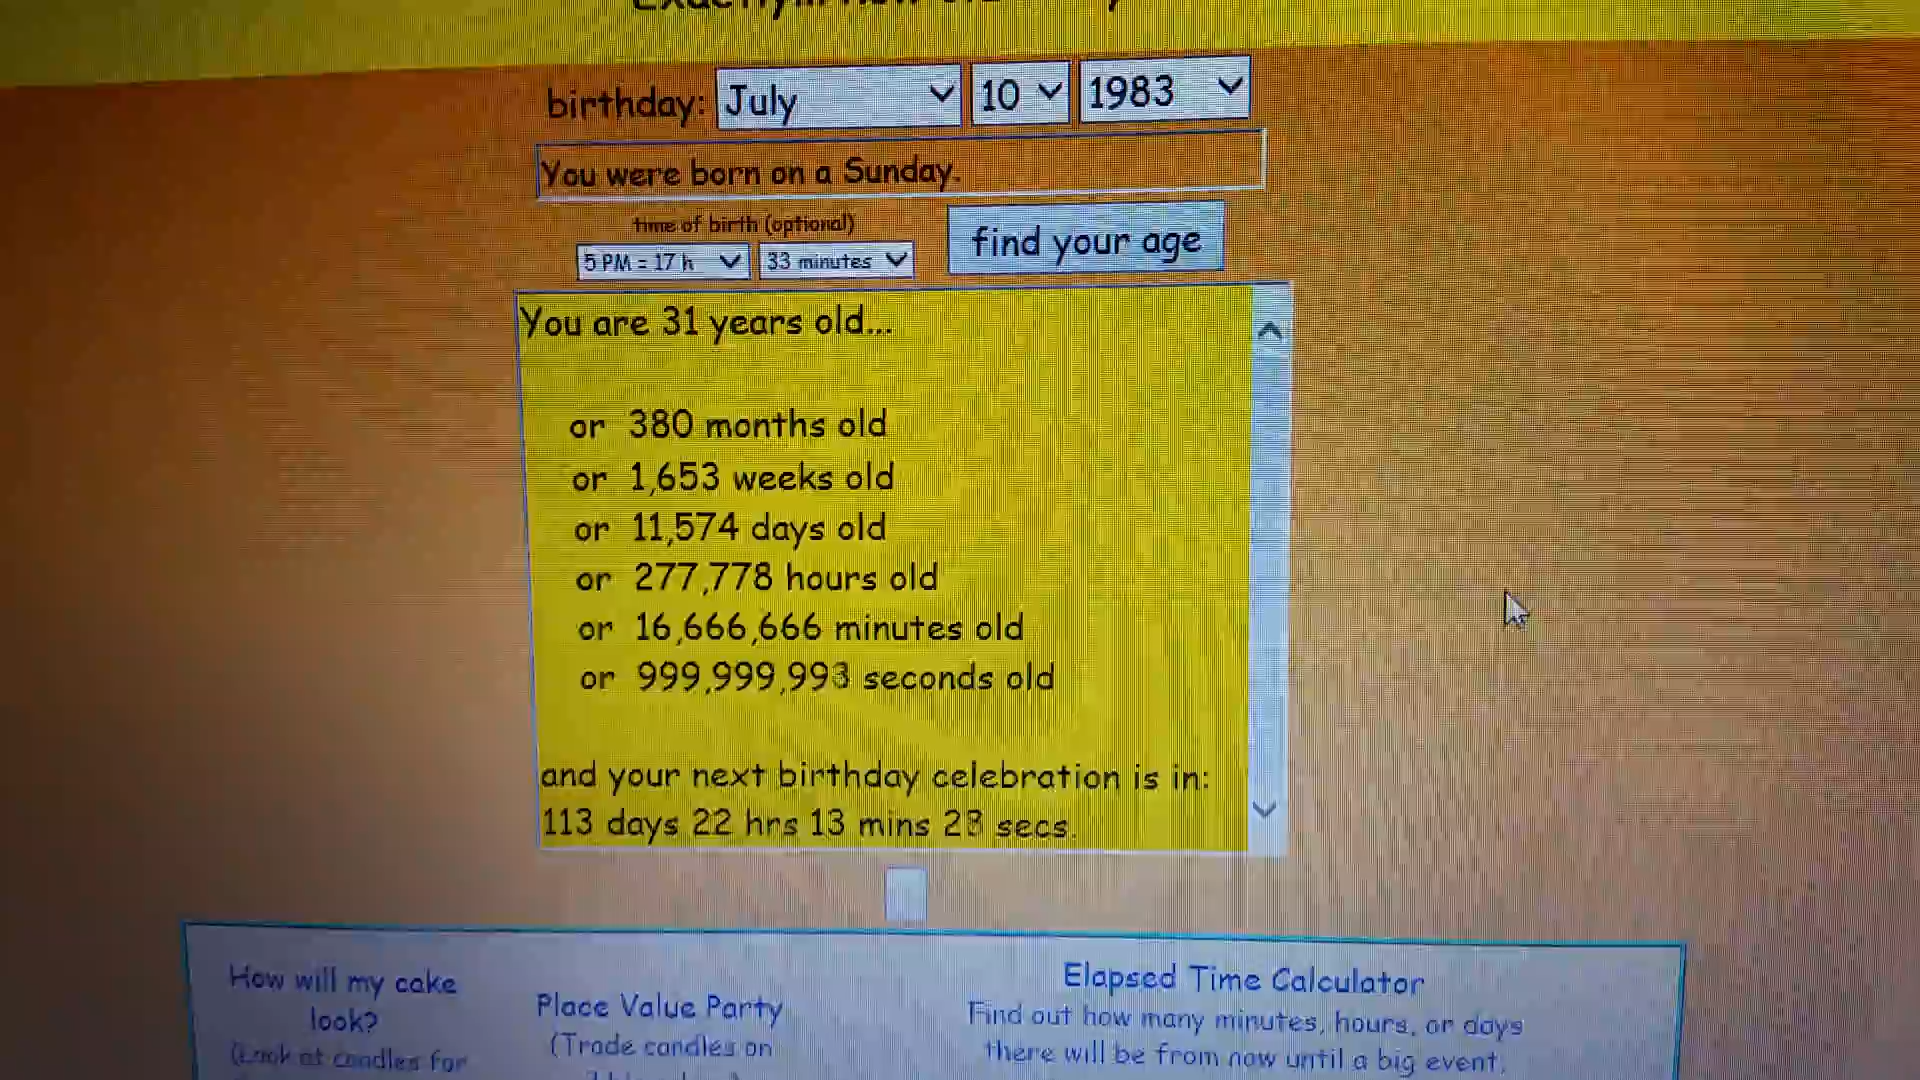 birthday: July 10 1983
You were born on a Sunday.
time of birth (optional)
5 PM = 17 h 33 minutes find your age
You are 31 years old...
or 380 months old
or 1,653 weeks old
or 11,574 days old
or 277,778 hours old
or 16,666,666 minutes old
or 999,999,993 seconds old
and your next birthday celebration is in:
113 days 22 hrs 13 mins 28 secs.
How will my cake
look?
(Look at candles for
Place Value Party
(Trade candles on
Elapsed Time Calculator
Find out how many minutes, hours, or days
there will be from now until a big event.